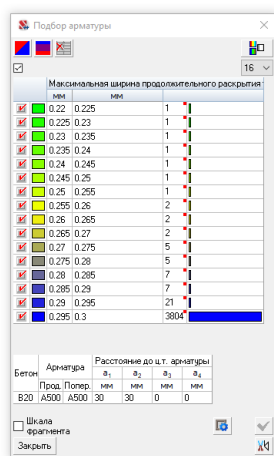 Подбор арматуры
16
Максимальная ширина продолжительного раскрытия
мм мм
0.22 0.225 1
0.225 0.23 1
0.23 0.235 1
0.235 0.24 1
0.24 0.245 1
0.245 0.25 1
0.25 0.255 1
0.255 0.26 2
0.26 0.265 2
0.265 0.27 2
0.27 0.275 5
0.275 0.28 5
0.28 0.285 7
0.285 0.29 7
0.29 0.295 21
0.295 0.3 3804
Бетон Арматура Расстояние до ц.т. арматуры
Прод. Попер. a1 a2 a3 a4
мм мм мм мм
B20 A500 A500 30 30 0 0
Шкала
фрагмента
Закрыть